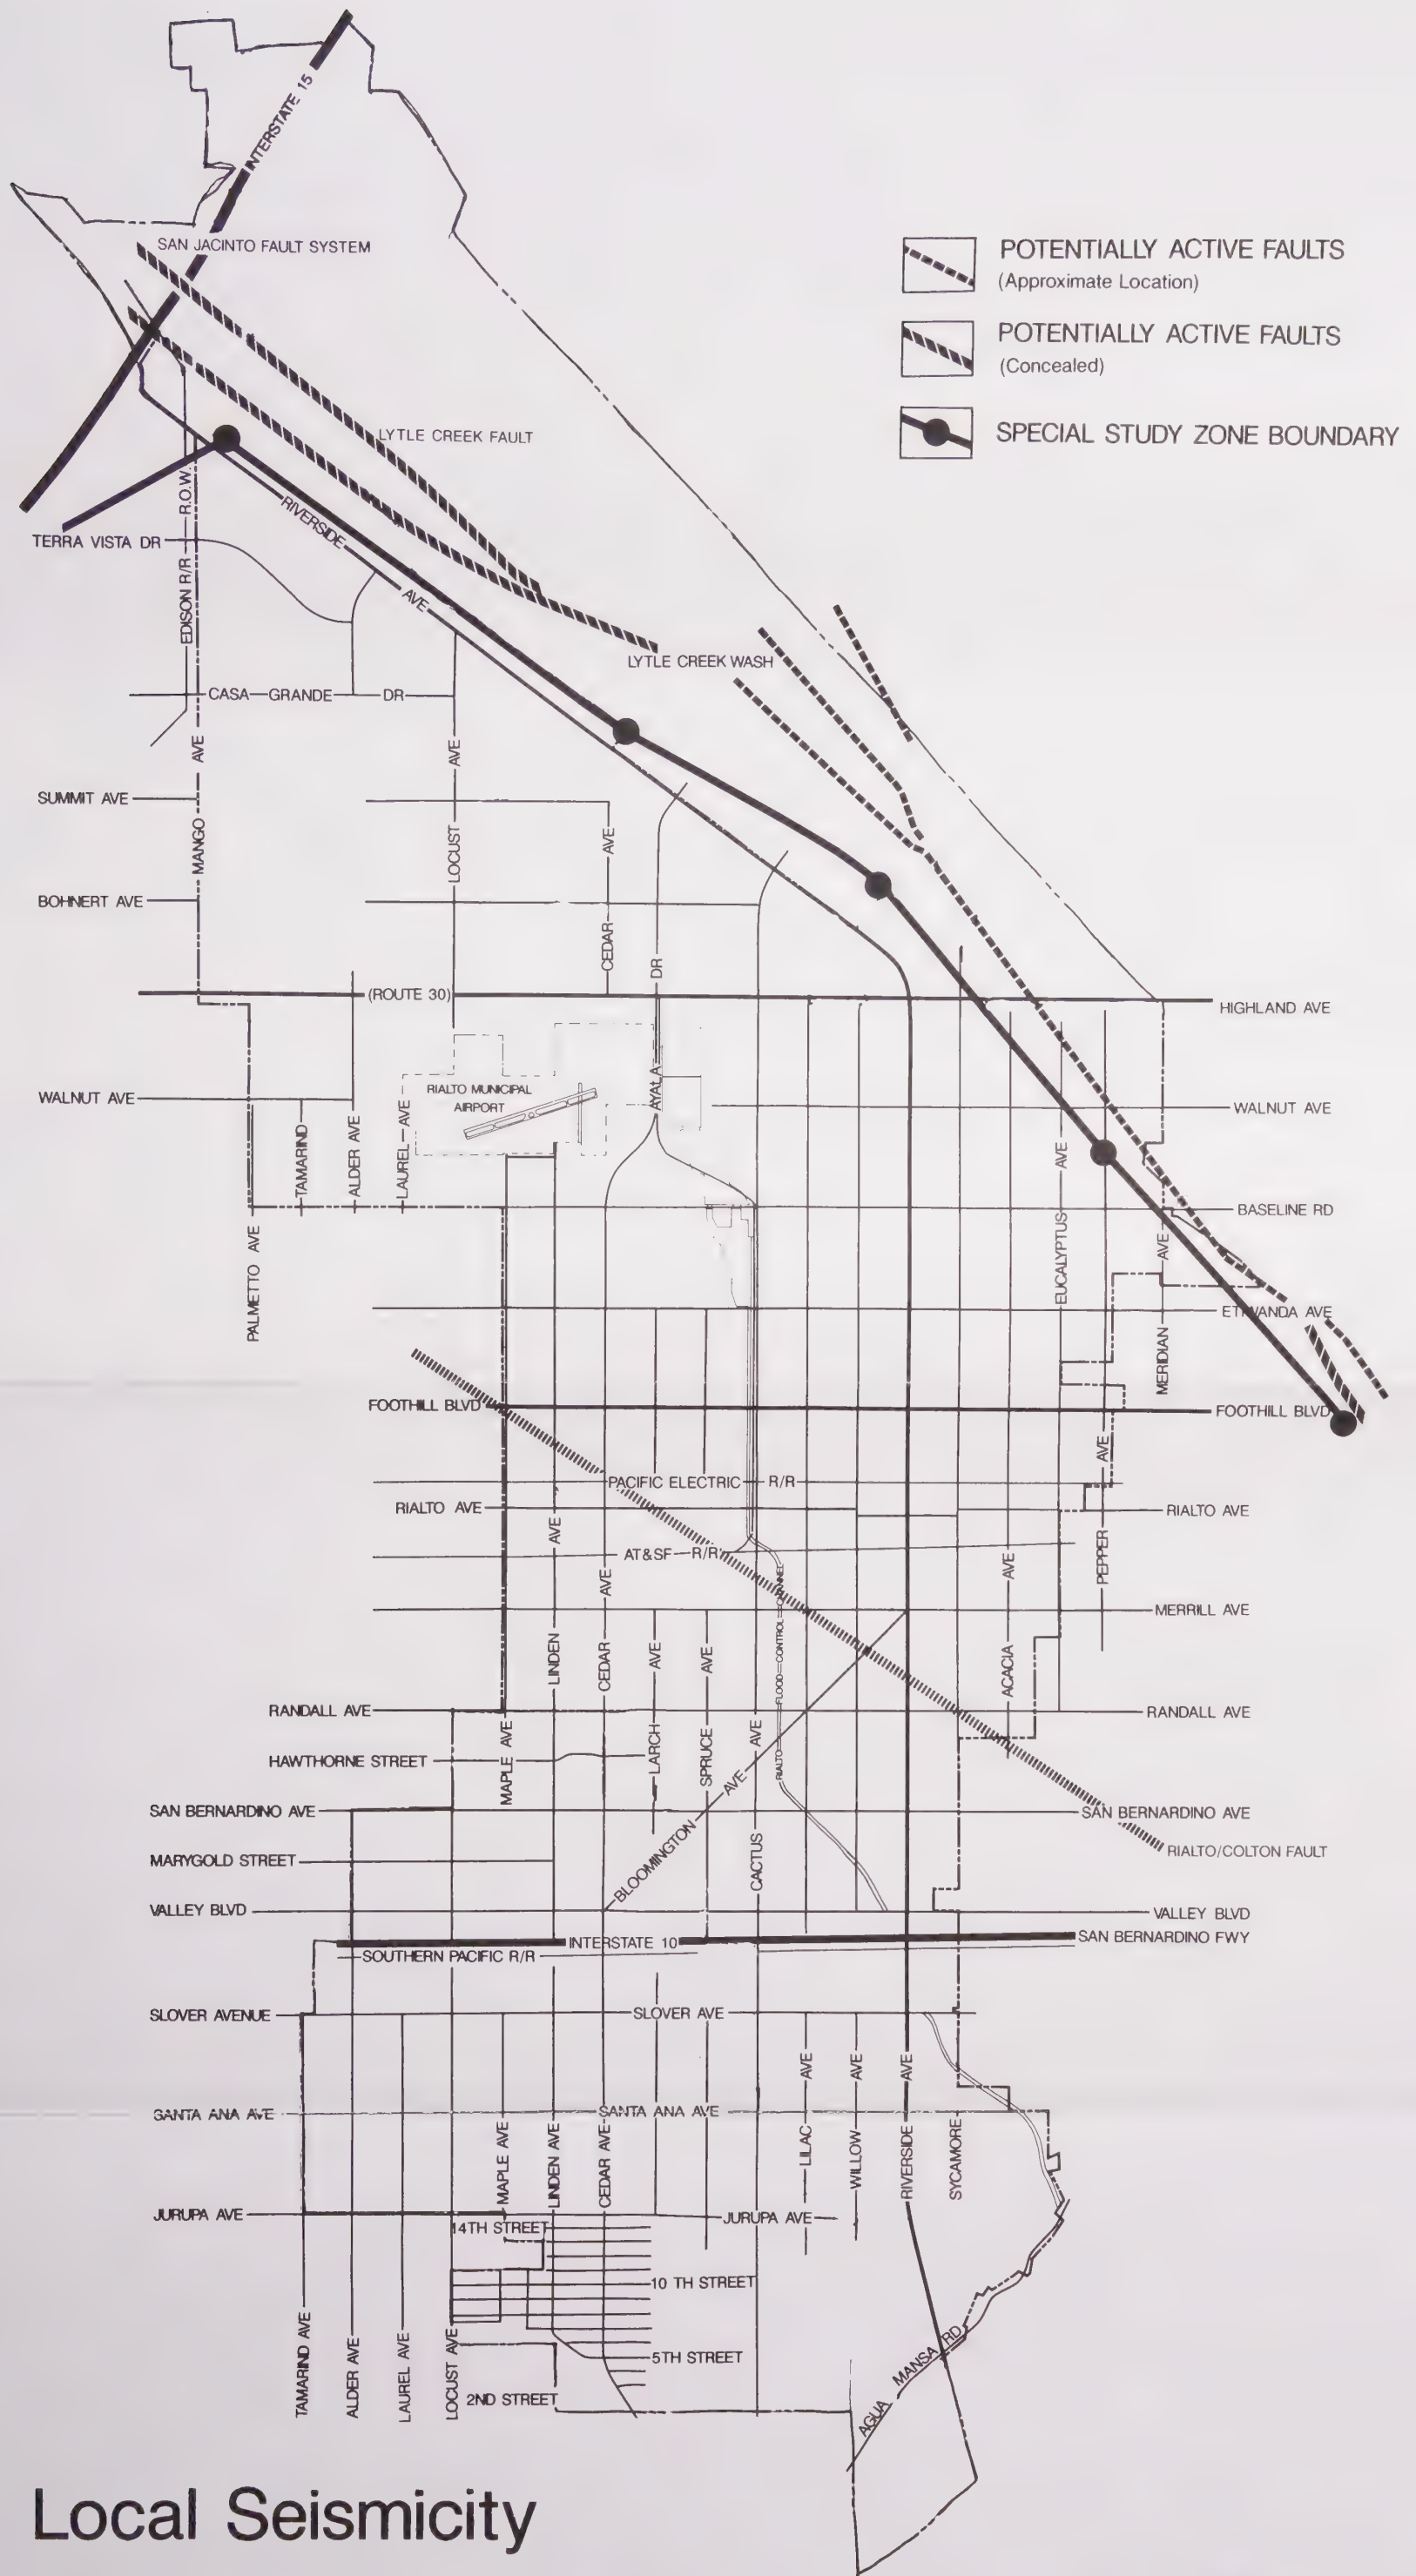 INTERSTATE 15
SAN JACINTO FAULT SYSTEM
POTENTIALLY ACTIVE FAULTS
(Approximate Location)
POTENTIALLY ACTIVE FAULTS
(Concealed)
SPECIAL STUDY ZONE BOUNDARY
LYTLE CREEK FAULT
RIVERSIDE AVE
TERRA VISTA DR
EDISON R/R R.O.W.
LYTLE CREEK WASH
CASA GRANDE DR
SUMMIT AVE
MANGO AVE
LOCUST AVE
CEDAR AVE
BOHNERT AVE
AYALA DR
(ROUTE 30)
HIGHLAND AVE
WALNUT AVE
RIALTO MUNICIPAL
AIRPORT
WALNUT AVE
TAMARIND
ALDER AVE
LAUREL AVE
PALMETTO AVE
EUCALYPTUS AVE
BASELINE RD
MERIDIAN AVE
ETIWANDA AVE
FOOTHILL BLVD
FOOTHILL BLVD
PACIFIC ELECTRIC R/R
RIALTO AVE
RIALTO AVE
AT&SF R/R
PEPPER AVE
LINDEN AVE
CEDAR AVE
RIALTO FLOOD CONTROL CHANNEL
MERRILL AVE
LARCH AVE
SPRUCE AVE
ACACIA AVE
RANDALL AVE
RANDALL AVE
MAPLE AVE
HAWTHORNE STREET
CACTUS AVE
BLOOMINGTON AVE
SAN BERNARDINO AVE
SAN BERNARDINO AVE
RIALTO/COLTON FAULT
MARYGOLD STREET
VALLEY BLVD
VALLEY BLVD
INTERSTATE 10
SAN BERNARDINO FWY
SOUTHERN PACIFIC R/R
SLOVER AVENUE
SLOVER AVE
SANTA ANA AVE
SANTA ANA AVE
MAPLE AVE
LINDEN AVE
CEDAR AVE
LILAC AVE
WILLOW AVE
RIVERSIDE AVE
SYCAMORE
JURUPA AVE
JURUPA AVE
14TH STREET
10 TH STREET
5TH STREET
2ND STREET
TAMARIND AVE
ALDER AVE
LAUREL AVE
LOCUST AVE
AGUA MANSA RD
Local Seismicity